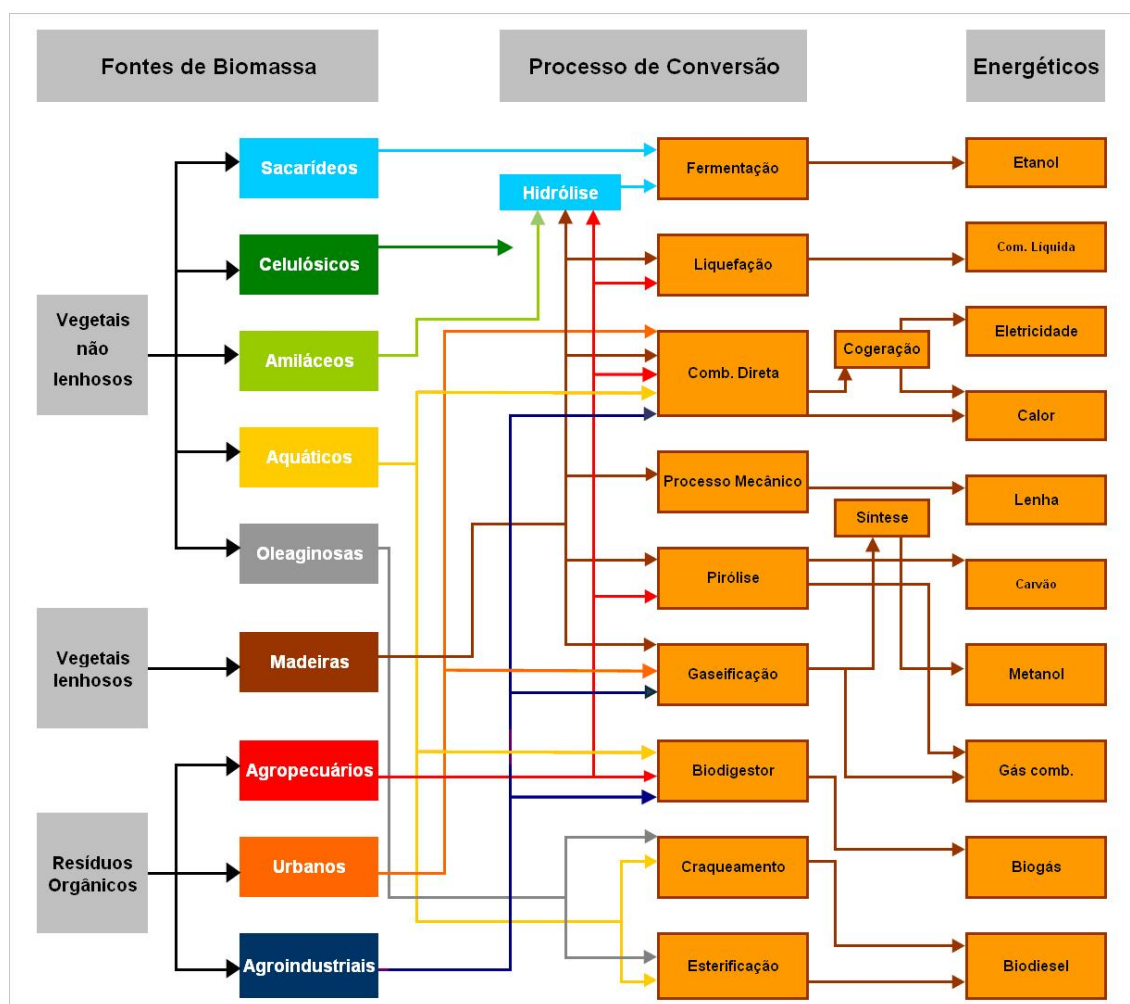 Fontes de Biomassa
Processo de Conversão
Energéticos
Vegetais
não
lenhosos
Vegetais
lenhosos
Resíduos
Orgânicos
Sacarídeos
Celulósicos
Amiláceos
Aquáticos
Oleaginosas
Madeiras
Agropecuários
Urbanos
Agroindustriais
Hidrólise
Fermentação
Liquefação
Comb. Direta
Processo Mecânico
Pirólise
Gaseificação
Biodigestor
Craqueamento
Esterificação
Cogeração
Síntese
Etanol
Com. Líquida
Eletricidade
Calor
Lenha
Carvão
Metanol
Gás comb.
Biogás
Biodiesel